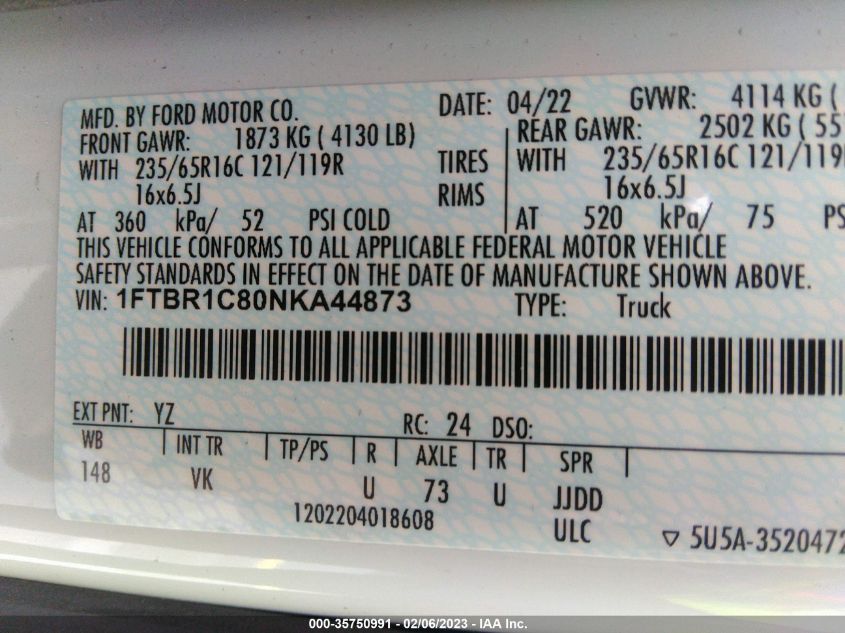 MFD. BY FORD MOTOR CO. DATE: 04/22 GVWR: 4114 KG (
FRONT GAWR: 1873 KG ( 4130 LB) REAR GAWR: 2502 KG ( 55
WITH 235/65R16C 121/119R TIRES WITH 235/65R16C 121/119
16x6.5J RIMS 16x6.5J
AT 360 kPa/ 52 PSI COLD AT 520 kPa/ 75 PS
THIS VEHICLE CONFORMS TO ALL APPLICABLE FEDERAL MOTOR VEHICLE
SAFETY STANDARDS IN EFFECT ON THE DATE OF MANUFACTURE SHOWN ABOVE.
VIN: 1FTBR1C80NKA44873 TYPE: Truck
EXT PNT: YZ RC: 24 DSO:
WB INT TR TP/PS R AXLE TR SPR
148 VK U 73 U JJDD
1202204018608 ULC
5U5A-3520472
000-35750991 - 02/06/2023 - IAA Inc.